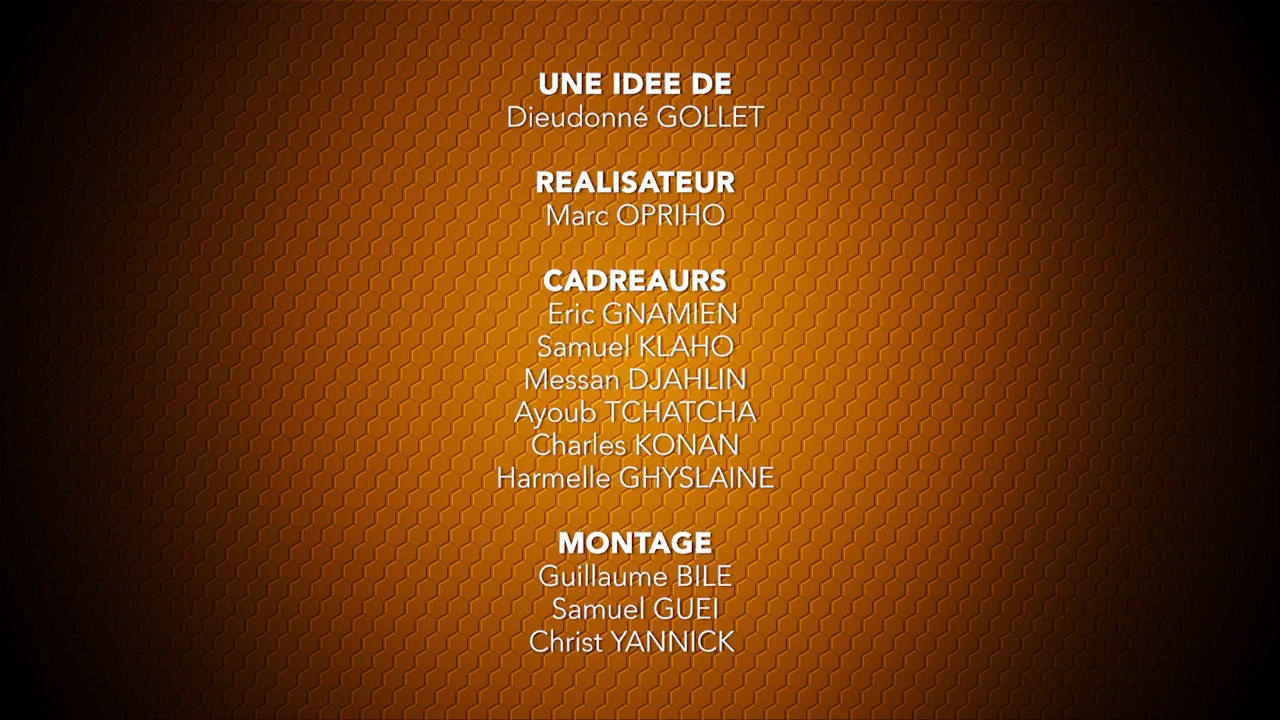 UNE IDEE DE
Dieudonné GOLLET
REALISATEUR
Marc OPRIHO
CADREAURS
Eric GNAMIEN
Samuel KLAHO
Messan DJAHLIN
Ayoub TCHATCHA
Charles KONAN
Harmelle GHYSLAINE
MONTAGE
Guillaume BILE
Samuel GUEI
Christ YANNICK